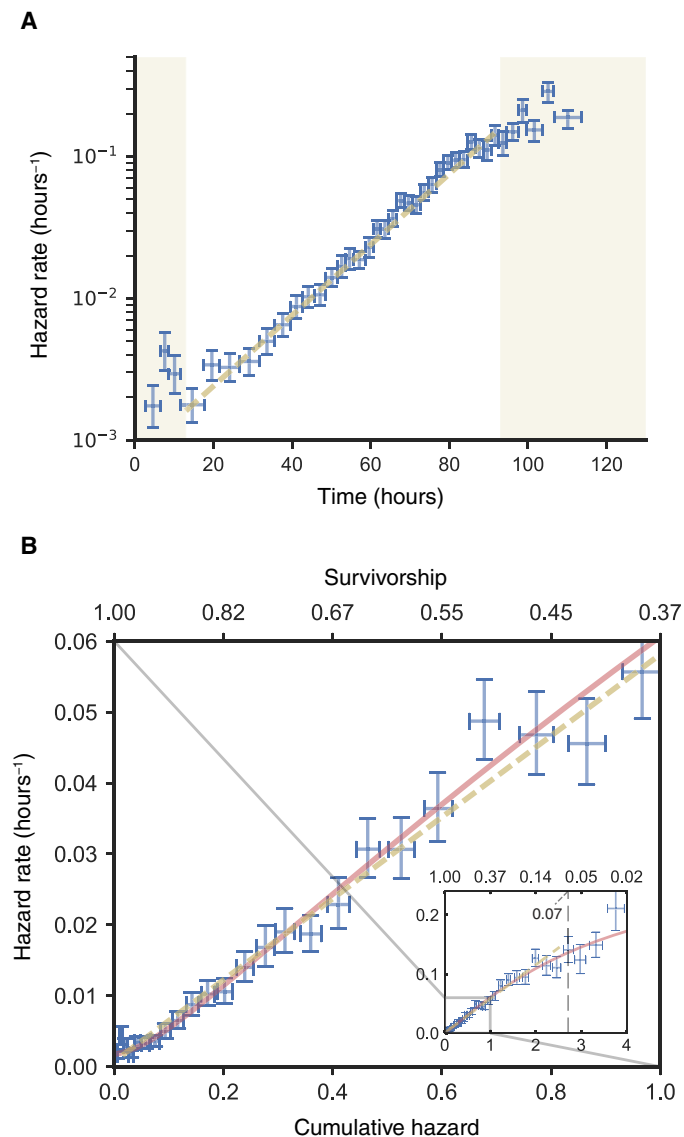 A
Hazard rate (hours⁻¹)
10⁻¹
10⁻²
10⁻³
0 20 40 60 80 100 120
Time (hours)
B
Survivorship
1.00 0.82 0.67 0.55 0.45 0.37
Hazard rate (hours⁻¹)
0.06
0.05
0.04
0.03
0.02
0.01
0.00
0.0 0.2 0.4 0.6 0.8 1.0
Cumulative hazard
1.00 0.37 0.14 0.05 0.02
0.2
0.07
0.1
0.0
0 1 2 3 4